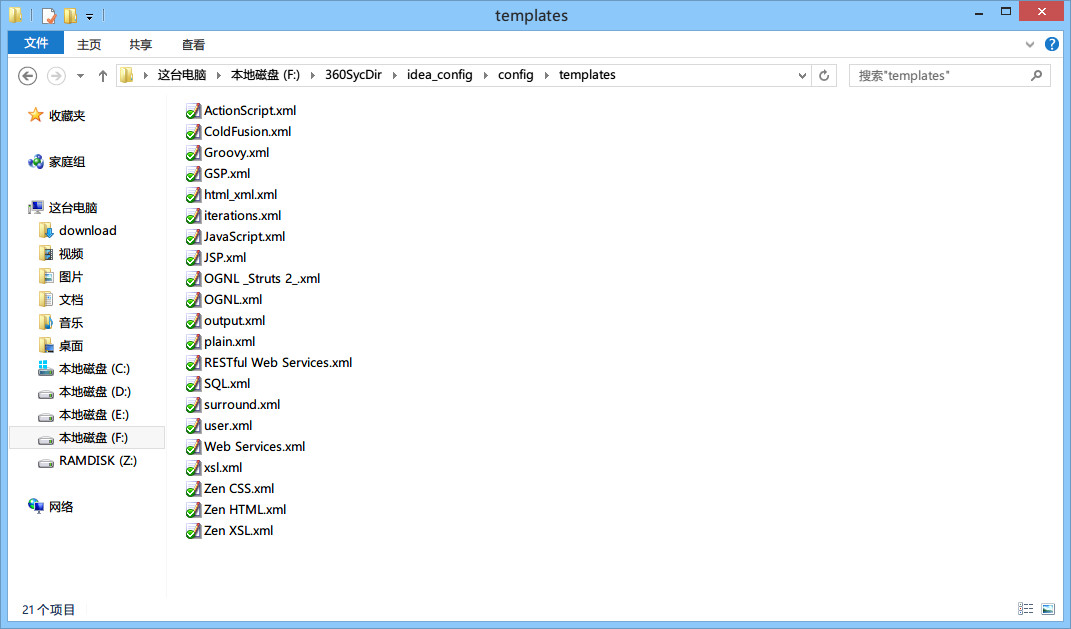 templates
文件 主页 共享 查看
这台电脑 本地磁盘 (F:) 360SycDir idea_config config templates 搜索"templates"
收藏夹
家庭组
这台电脑
download
视频
图片
文档
音乐
桌面
本地磁盘 (C:)
本地磁盘 (D:)
本地磁盘 (E:)
本地磁盘 (F:)
RAMDISK (Z:)
网络
ActionScript.xml
ColdFusion.xml
Groovy.xml
GSP.xml
html_xml.xml
iterations.xml
JavaScript.xml
JSP.xml
OGNL _Struts 2_.xml
OGNL.xml
output.xml
plain.xml
RESTful Web Services.xml
SQL.xml
surround.xml
user.xml
Web Services.xml
xsl.xml
Zen CSS.xml
Zen HTML.xml
Zen XSL.xml
21 个项目